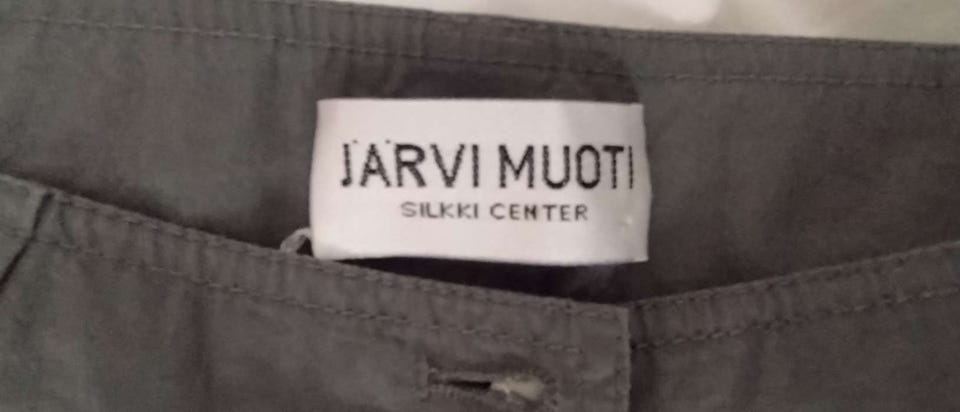 JÄRVI MUOTI
SILKKI CENTER